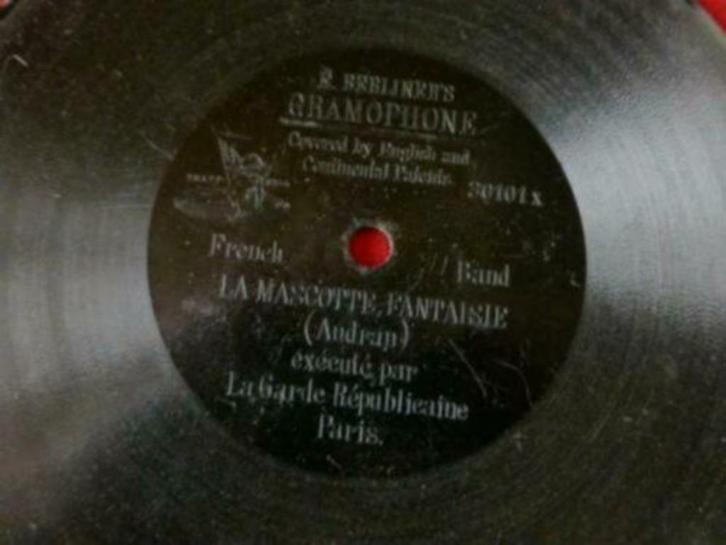 E. BERLINER'S
GRAMOPHONE
Covered by English and
Continental Patents.
30101x
French Band
LA MASCOTTE, FANTAISIE
(Audran)
exécuté par
La Garde Républicaine
Paris.